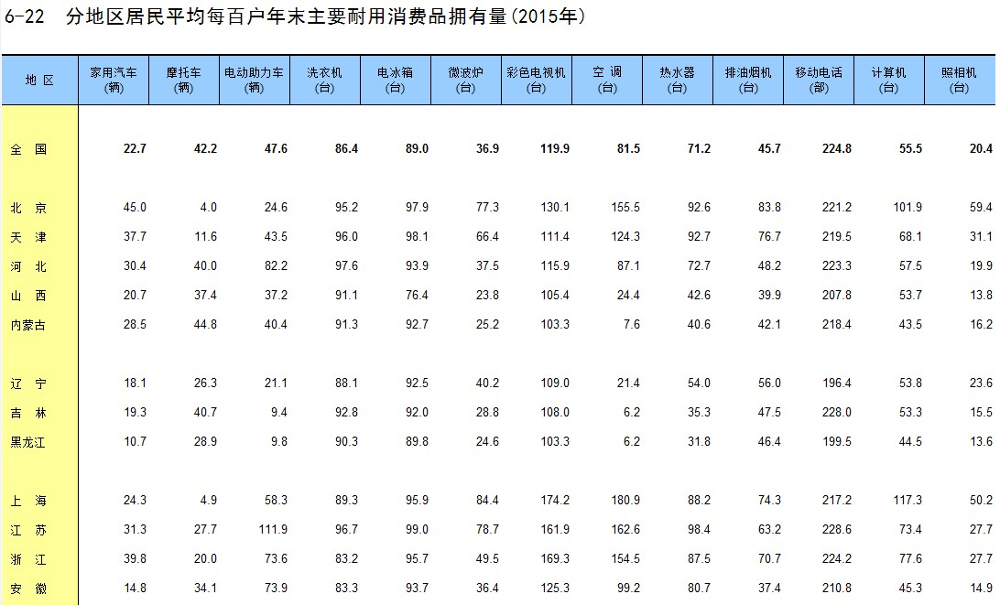 6-22 分地区居民平均每百户年末主要耐用消费品拥有量(2015年)
地 区 家用汽车(辆) 摩托车(辆) 电动助力车(辆) 洗衣机(台) 电冰箱(台) 微波炉(台) 彩色电视机(台) 空 调(台) 热水器(台) 排油烟机(台) 移动电话(部) 计算机(台) 照相机(台)
全 国 22.7 42.2 47.6 86.4 89.0 36.9 119.9 81.5 71.2 45.7 224.8 55.5 20.4
北 京 45.0 4.0 24.6 95.2 97.9 77.3 130.1 155.5 92.6 83.8 221.2 101.9 59.4
天 津 37.7 11.6 43.5 96.0 98.1 66.4 111.4 124.3 92.7 76.7 219.5 68.1 31.1
河 北 30.4 40.0 82.2 97.6 93.9 37.5 115.9 87.1 72.7 48.2 223.3 57.5 19.9
山 西 20.7 37.4 37.2 91.1 76.4 23.8 105.4 24.4 42.6 39.9 207.8 53.7 13.8
内蒙古 28.5 44.8 40.4 91.3 92.7 25.2 103.3 7.6 40.6 42.1 218.4 43.5 16.2
辽 宁 18.1 26.3 21.1 88.1 92.5 40.2 109.0 21.4 54.0 56.0 196.4 53.8 23.6
吉 林 19.3 40.7 9.4 92.8 92.0 28.8 108.0 6.2 35.3 47.5 228.0 53.3 15.5
黑龙江 10.7 28.9 9.8 90.3 89.8 24.6 103.3 6.2 31.8 46.4 199.5 44.5 13.6
上 海 24.3 4.9 58.3 89.3 95.9 84.4 174.2 180.9 88.2 74.3 217.2 117.3 50.2
江 苏 31.3 27.7 111.9 96.7 99.0 78.7 161.9 162.6 98.4 63.2 228.6 73.4 27.7
浙 江 39.8 20.0 73.6 83.2 95.7 49.5 169.3 154.5 87.5 70.7 224.2 77.6 27.7
安 徽 14.8 34.1 73.9 83.3 93.7 36.4 125.3 99.2 80.7 37.4 210.8 45.3 14.9